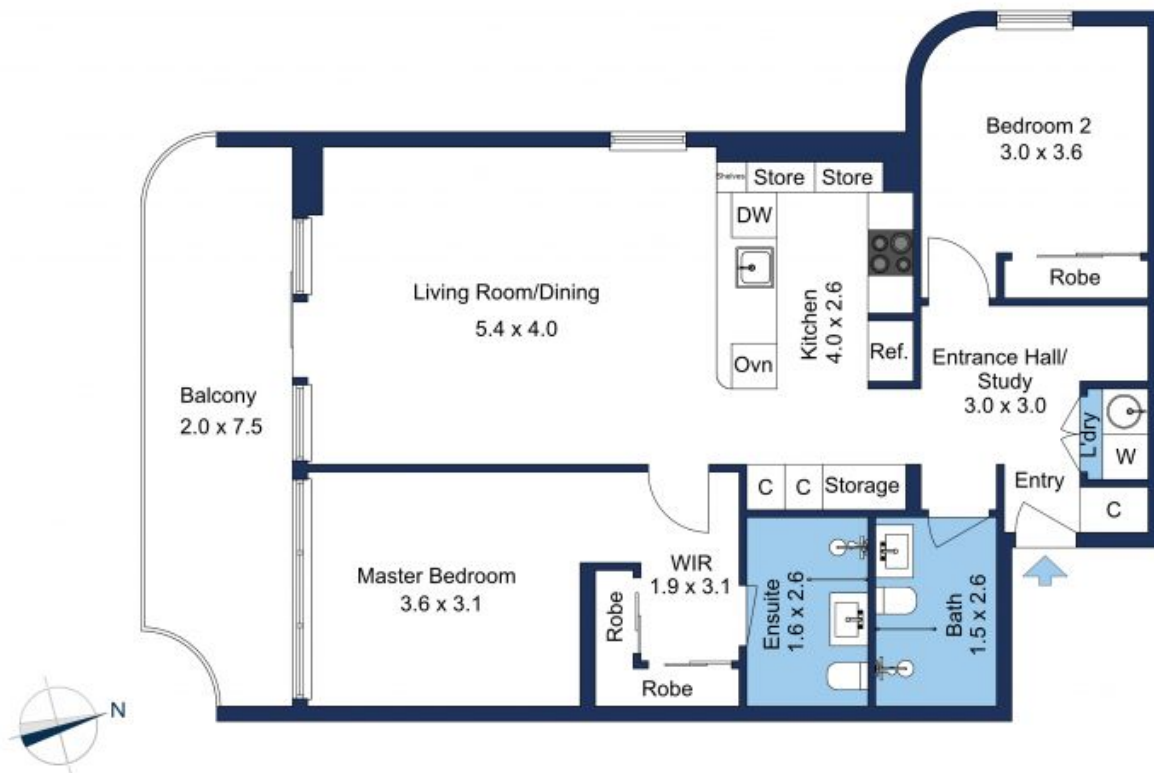 Bedroom 2
3.0 x 3.6
Robe
Shelves
Store
Store
DW
Living Room/Dining
5.4 x 4.0
Kitchen
4.0 x 2.6
Ovn
Ref.
Entrance Hall/
Study
3.0 x 3.0
L'dry
W
Balcony
2.0 x 7.5
C
C
Storage
Entry
C
Master Bedroom
3.6 x 3.1
WIR
1.9 x 3.1
Robe
Robe
Ensuite
1.6 x 2.6
Bath
1.5 x 2.6
N